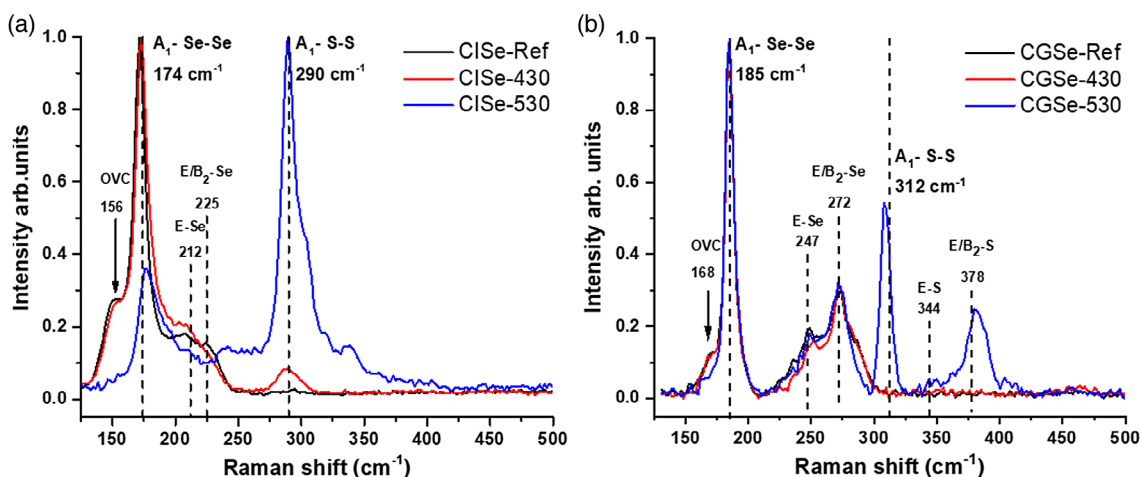 (a)
A₁- Se-Se
174 cm⁻¹
A₁- S-S
290 cm⁻¹
CISe-Ref
CISe-430
CISe-530
OVC
156
E-Se
212
E/B₂-Se
225
Intensity arb.units
1.0
0.8
0.6
0.4
0.2
0.0
150 200 250 300 350 400 450 500
Raman shift (cm⁻¹)
(b)
A₁- Se-Se
185 cm⁻¹
CGSe-Ref
CGSe-430
CGSe-530
A₁- S-S
312 cm⁻¹
OVC
168
E-Se
247
E/B₂-Se
272
E-S
344
E/B₂-S
378
Intensity arb. units
1.0
0.8
0.6
0.4
0.2
0.0
150 200 250 300 350 400 450 500
Raman shift (cm⁻¹)